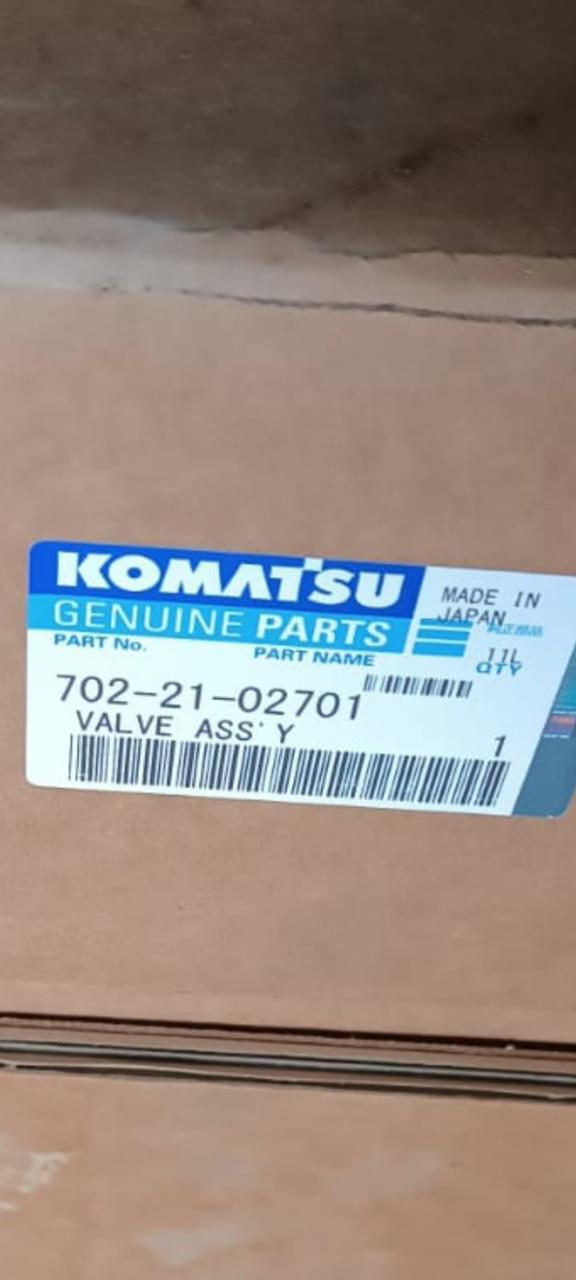 KOMATSU
GENUINE PARTS
MADE IN
JAPAN
PART No.
PART NAME
11L
QTY
702-21-02701
VALVE ASS'Y
1